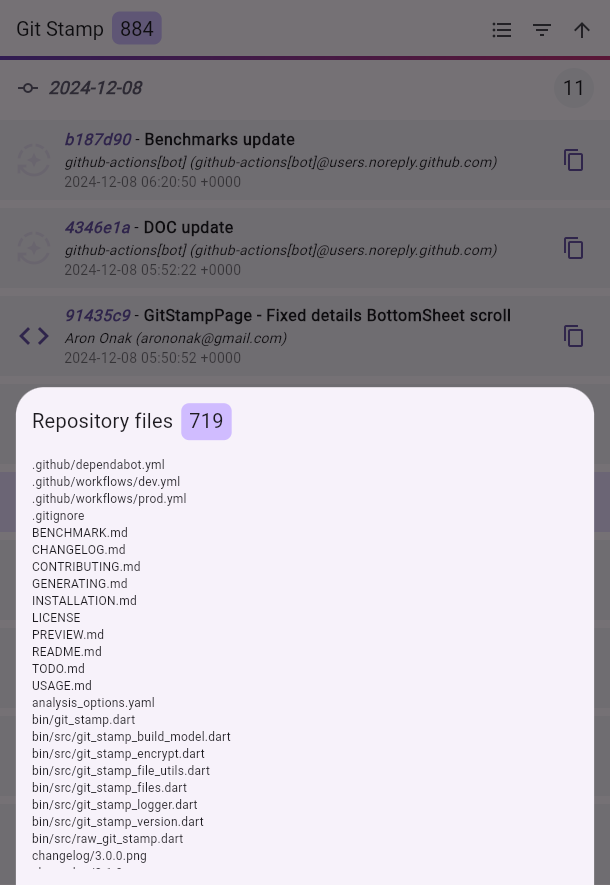 Git Stamp 884
2024-12-08 11
b187d90 - Benchmarks update
github-actions[bot] (github-actions[bot]@users.noreply.github.com)
2024-12-08 06:20:50 +0000
4346e1a - DOC update
github-actions[bot] (github-actions[bot]@users.noreply.github.com)
2024-12-08 05:52:22 +0000
91435c9 - GitStampPage - Fixed details BottomSheet scroll
Aron Onak (arononak@gmail.com)
2024-12-08 05:50:52 +0000
Repository files 719
.github/dependabot.yml
.github/workflows/dev.yml
.github/workflows/prod.yml
.gitignore
BENCHMARK.md
CHANGELOG.md
CONTRIBUTING.md
GENERATING.md
INSTALLATION.md
LICENSE
PREVIEW.md
README.md
TODO.md
USAGE.md
analysis_options.yaml
bin/git_stamp.dart
bin/src/git_stamp_build_model.dart
bin/src/git_stamp_encrypt.dart
bin/src/git_stamp_file_utils.dart
bin/src/git_stamp_files.dart
bin/src/git_stamp_logger.dart
bin/src/git_stamp_version.dart
bin/src/raw_git_stamp.dart
changelog/3.0.0.png